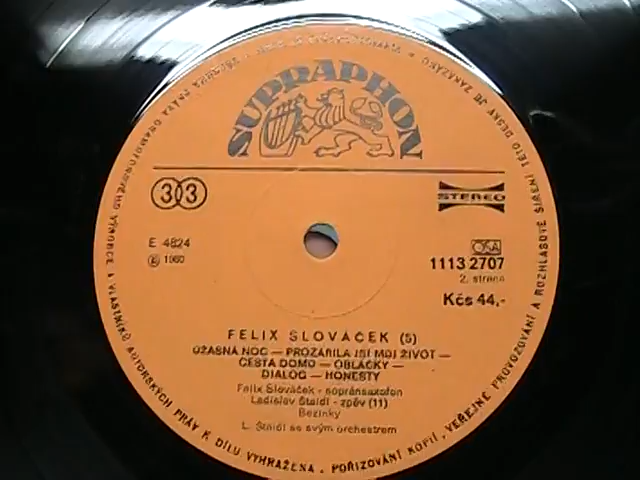 SUPRAPHON
33
STEREO
E 4824
Ⓟ 1980
OSA
1113 2707
2. strana
Kčs 44,-
FELIX SLOVÁČEK (5)
ÚŽASNÁ NOC — PROZÁŘILA JSI MŮJ ŽIVOT —
CESTA DOMŮ — OBLÁČKY —
DIALOG — HONESTY
Felix Slováček - sopránsaxofon
Ladislav Štaidl - zpěv (11)
Bezinky
L. Štaidl se svým orchestrem
VÝROBCE A VLASTNÍKŮ AUTORSKÝCH PRÁV K DÍLU VYHRAŽENA. POŘIZOVÁNÍ KOPIÍ, VEŘEJNÉ PROVOZOVÁNÍ A ROZHLASOVÉ ŠÍŘENÍ TÉTO DESKY JE ZAKÁZÁNO